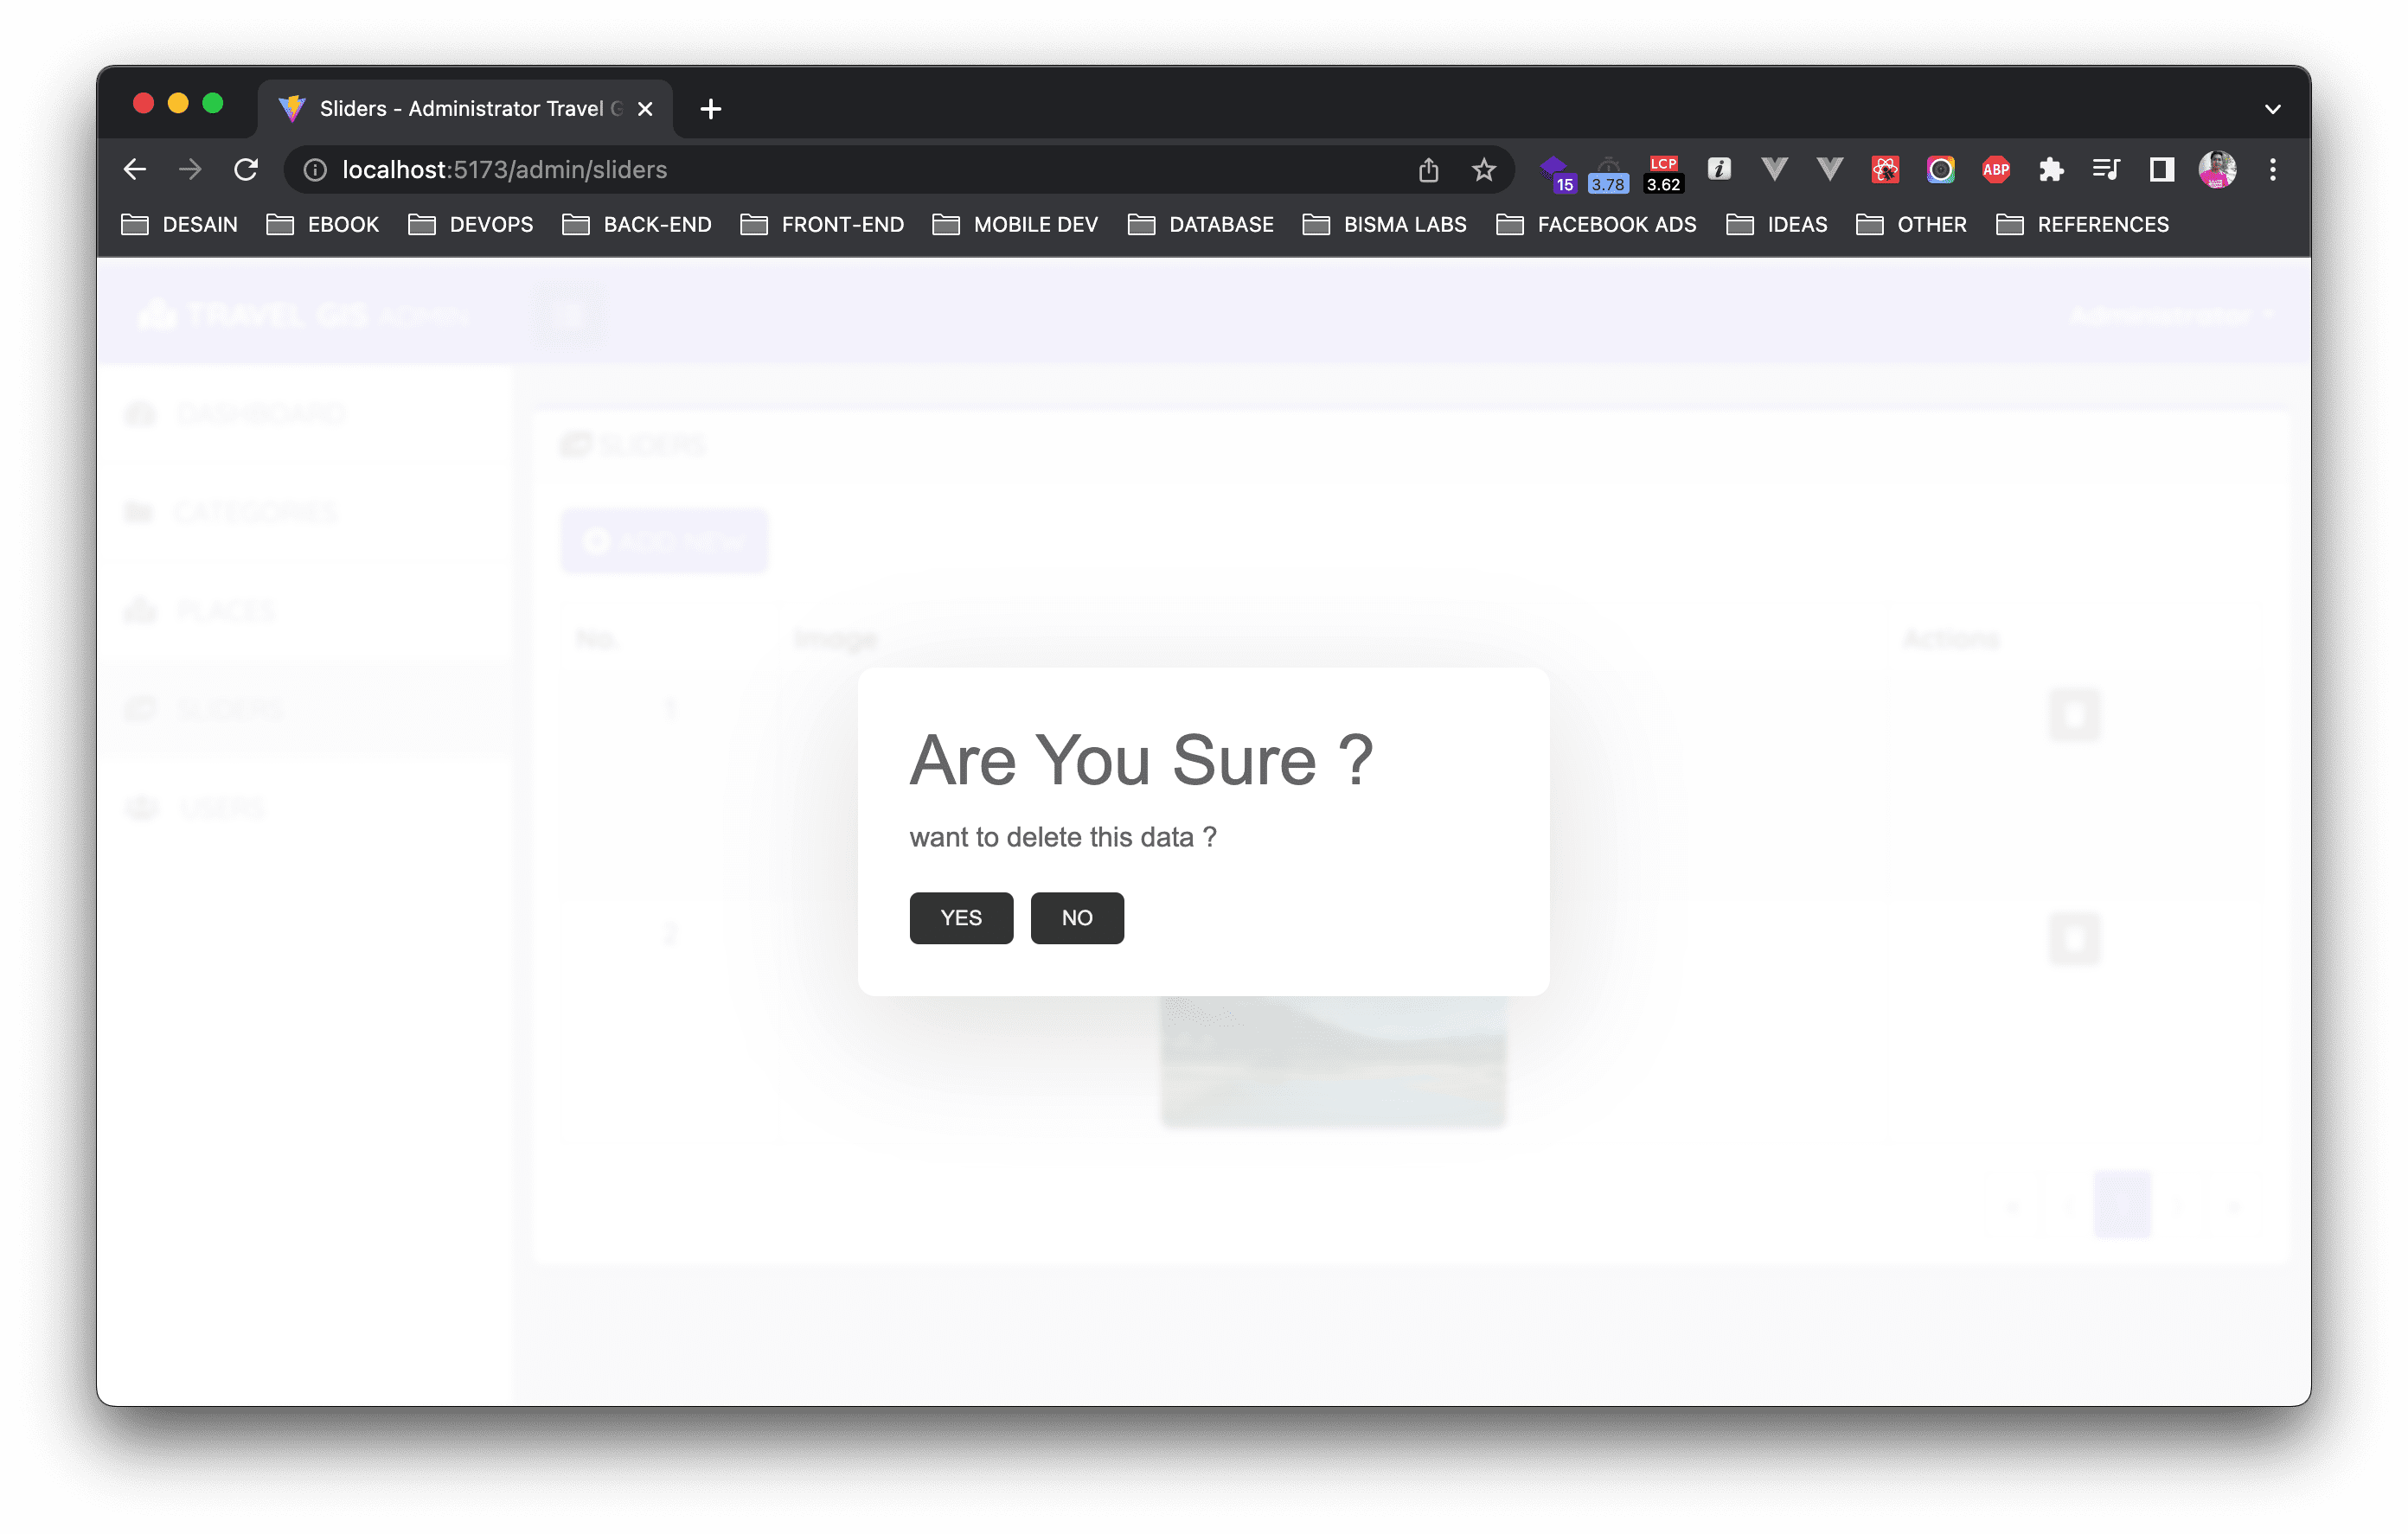 Sliders - Administrator Travel G
localhost:5173/admin/sliders
15
3.78
LCP
3.62
ABP
DESAIN
EBOOK
DEVOPS
BACK-END
FRONT-END
MOBILE DEV
DATABASE
BISMA LABS
FACEBOOK ADS
IDEAS
OTHER
REFERENCES
TRAVEL GIS ADMIN
Administrator
DASHBOARD
CATEGORIES
PLACES
SLIDERS
USERS
SLIDERS
ADD NEW
No.
Image
Actions
1
2
Are You Sure ?
want to delete this data ?
YES
NO